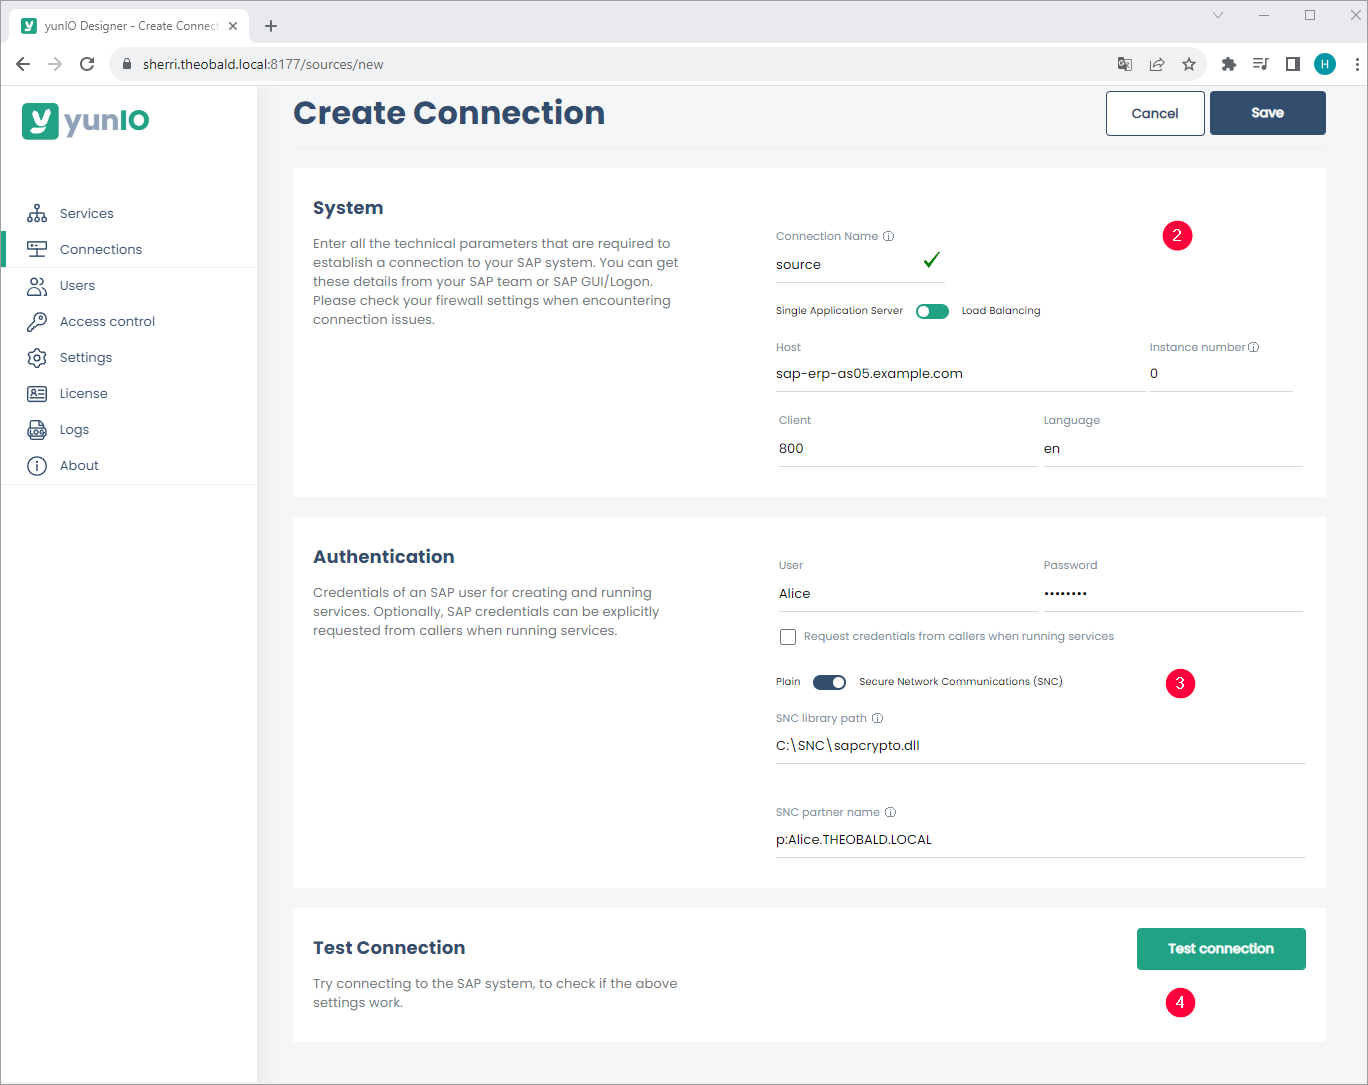 yunIO Designer - Create Connect
sherri.theobald.local:8177/sources/new
H
yunIO
Services
Connections
Users
Access control
Settings
License
LOG
Logs
About
Create Connection
Cancel
Save
System
Enter all the technical parameters that are required to
establish a connection to your SAP system. You can get
these details from your SAP team or SAP GUI/Logon.
Please check your firewall settings when encountering
connection issues.
Connection Name
2
source
Single Application Server Load Balancing
Host Instance number
sap-erp-as05.example.com 0
Client Language
800 en
Authentication
Credentials of an SAP user for creating and running
services. Optionally, SAP credentials can be explicitly
requested from callers when running services.
User Password
Alice ••••••••
Request credentials from callers when running services
Plain Secure Network Communications (SNC)
3
SNC library path
C:\SNC\sapcrypto.dll
SNC partner name
p:Alice.THEOBALD.LOCAL
Test Connection
Try connecting to the SAP system, to check if the above
settings work.
Test connection
4